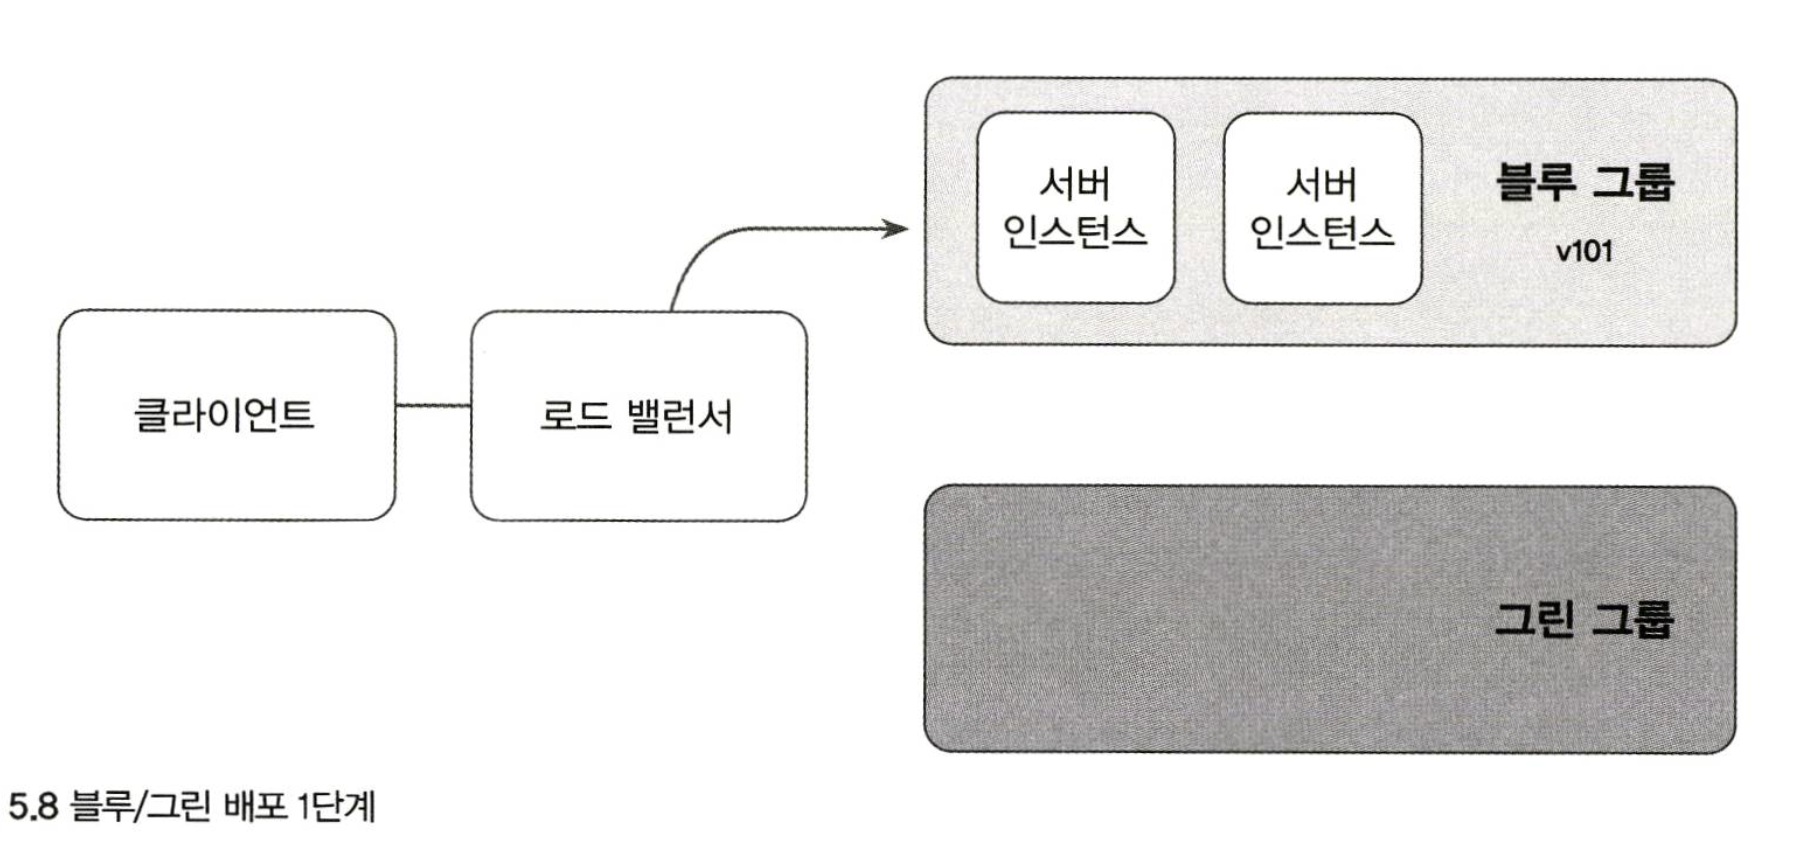 서버
인스턴스
서버
인스턴스
블루 그룹
v101
클라이언트
로드 밸런서
그린 그룹
5.8 블루/그린 배포 1단계